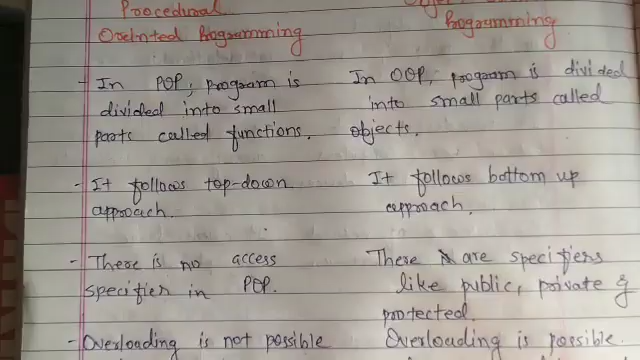 Procedural
Oriented Programming
Programming
- In POP, program is
divided into small
parts called functions.
In OOP, program is divided
into small parts called
objects.
- It follows top-down
approach.
It follows bottom up
approach.
- There is no access
specifier in POP.
There are specifiers
like public, private &
protected.
- Overloading is not possible
Overloading is possible.